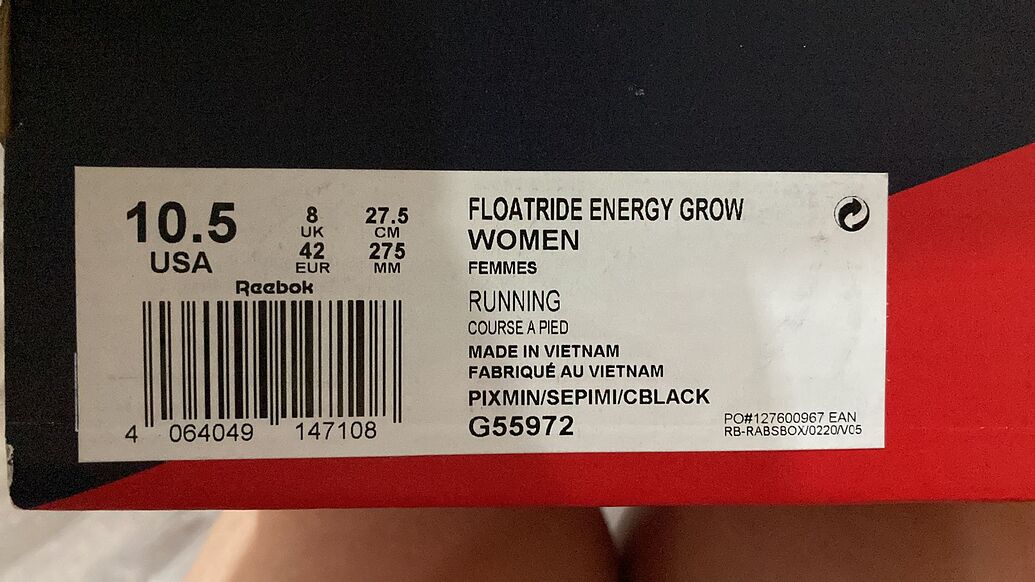 10.5
USA
8
UK
42
EUR
27.5
CM
275
MM
Reebok
4 064049 147108
FLOATRIDE ENERGY GROW
WOMEN
FEMMES
RUNNING
COURSE A PIED
MADE IN VIETNAM
FABRIQUÉ AU VIETNAM
PIXMIN/SEPIMI/CBLACK
G55972
PO#127600967 EAN
RB-RABSBOX/0220/V05